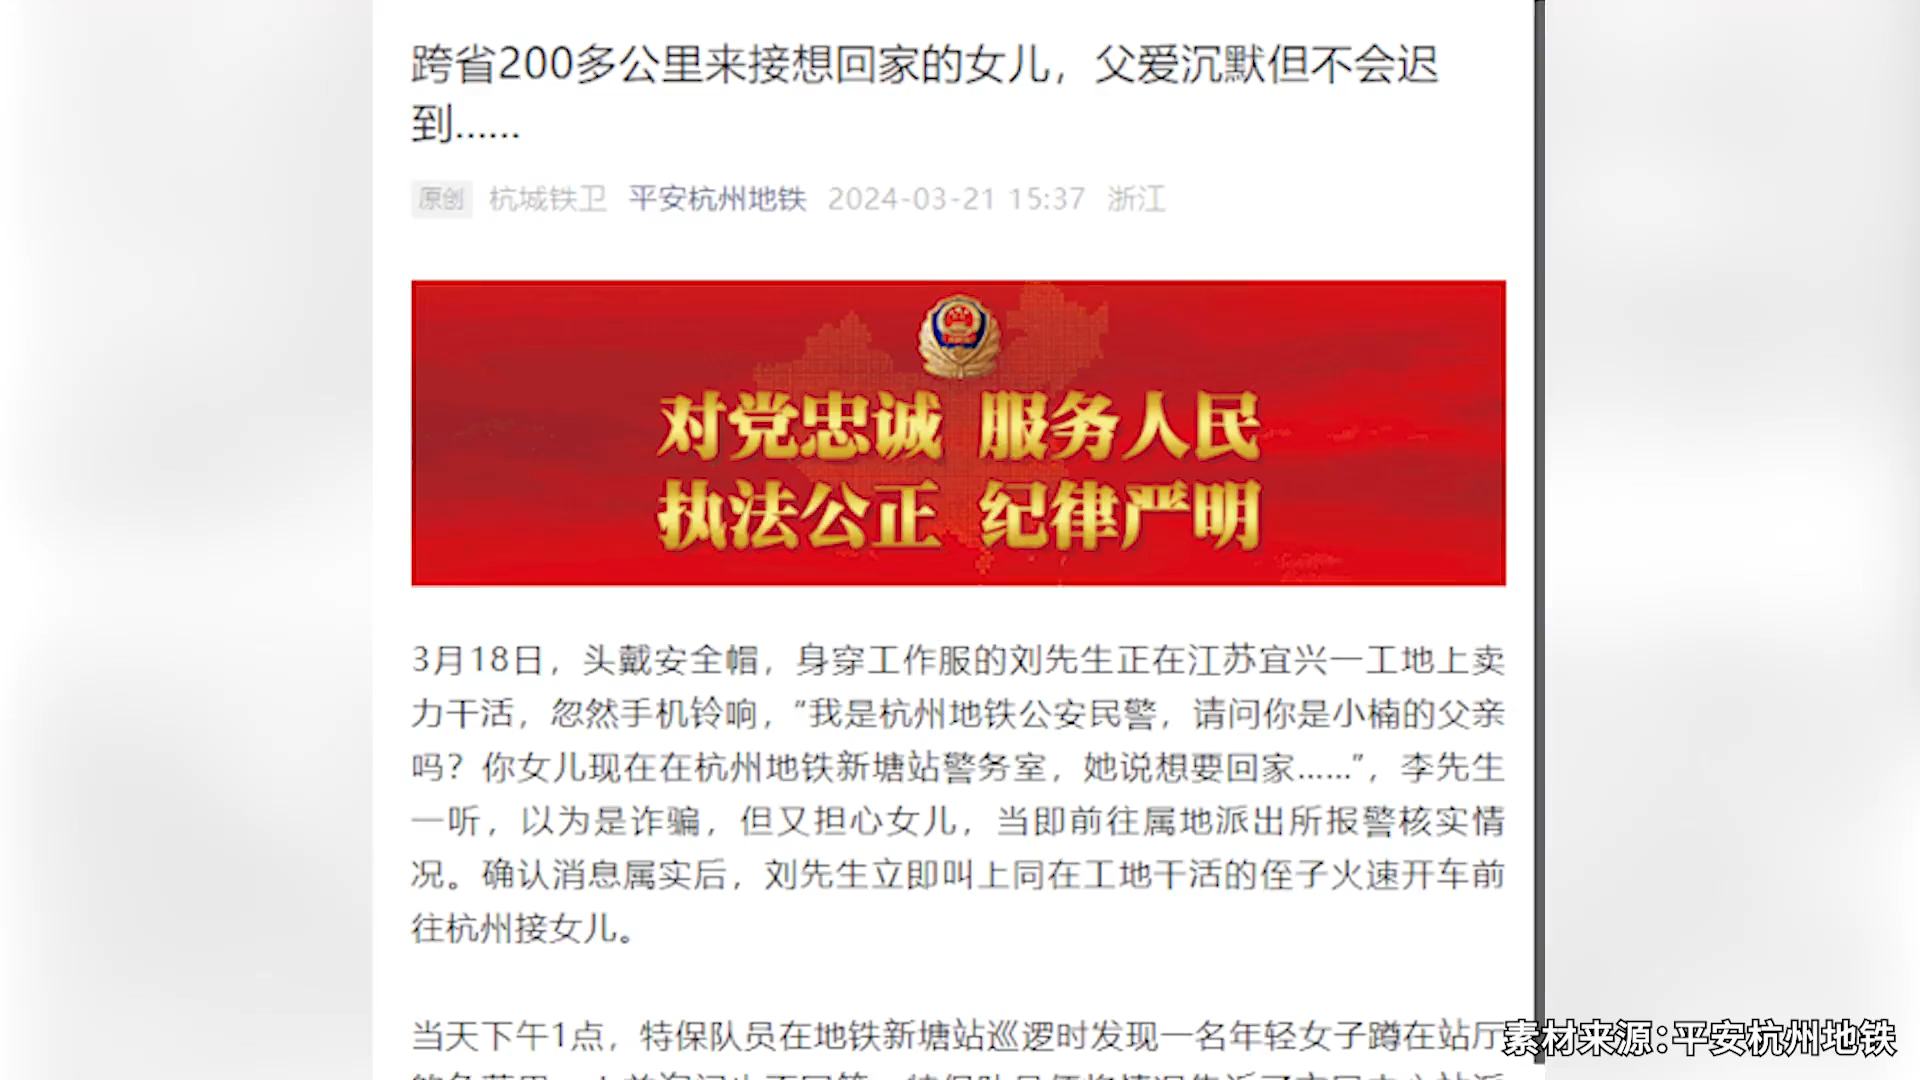 跨省200多公里来接想回家的女儿，父爱沉默但不会迟
到……
原创 杭城铁卫 平安杭州地铁 2024-03-21 15:37 浙江
对党忠诚 服务人民
执法公正 纪律严明
3月18日，头戴安全帽，身穿工作服的刘先生正在江苏宜兴一工地上卖
力干活，忽然手机铃响，“我是杭州地铁公安民警，请问你是小楠的父亲
吗？你女儿现在在杭州地铁新塘站警务室，她说想要回家……”，李先生
一听，以为是诈骗，但又担心女儿，当即前往属地派出所报警核实情
况。确认消息属实后，刘先生立即叫上同在工地干活的侄子火速开车前
往杭州接女儿。
当天下午1点，特保队员在地铁新塘站巡逻时发现一名年轻女子蹲在站厅
素材来源：平安杭州地铁